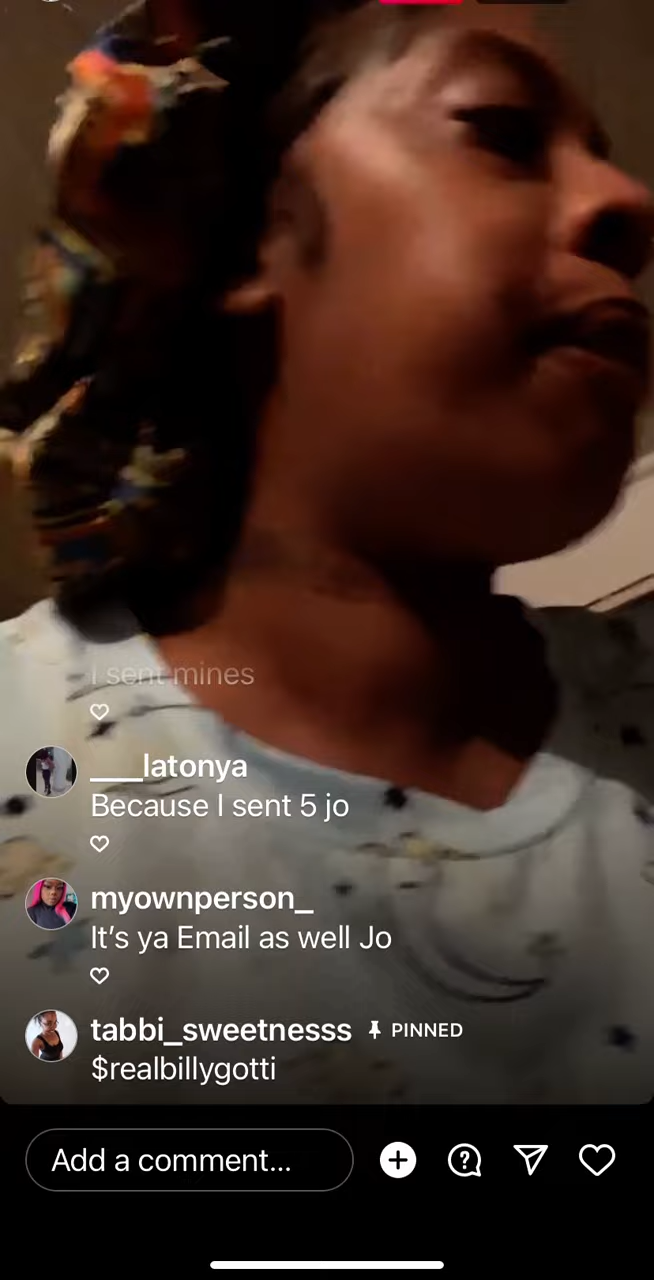 I sent mines
___latonya
Because I sent 5 jo
myownperson_
It's ya Email as well Jo
tabbi_sweetnesss PINNED
$realbillygotti
Add a comment...